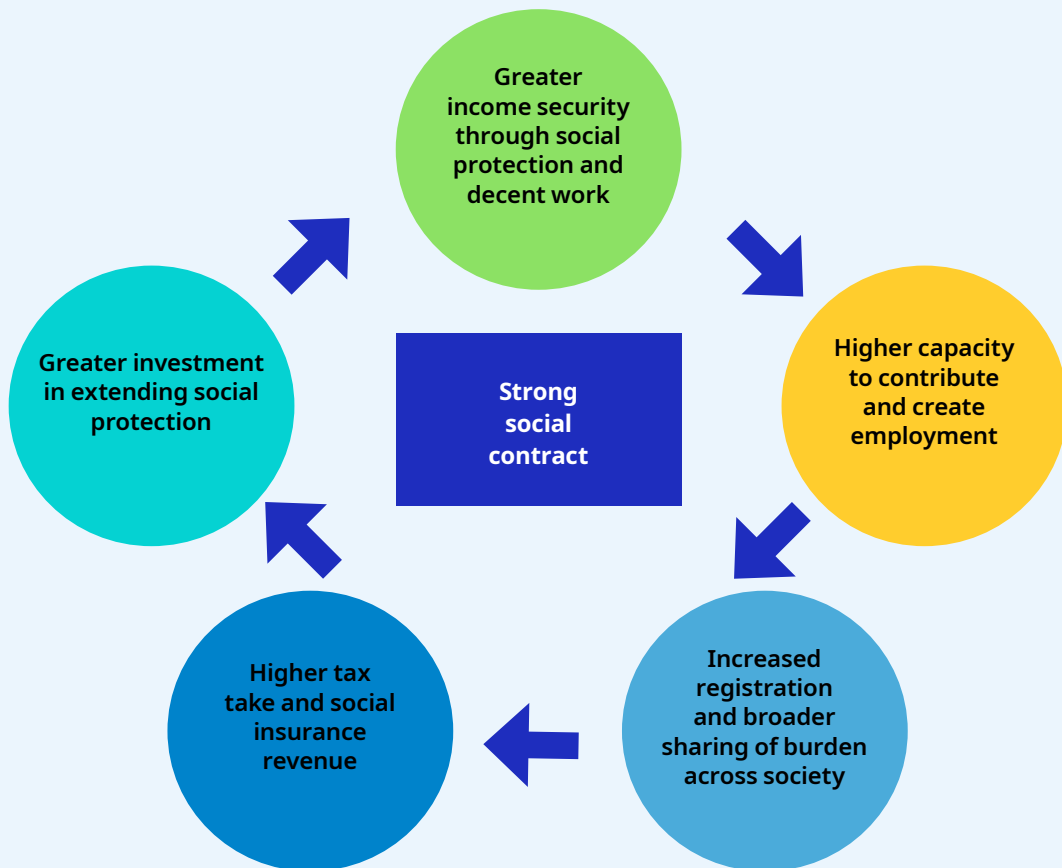 Greater
income security
through social
protection and
decent work
Higher capacity
to contribute
and create
employment
Increased
registration
and broader
sharing of burden
across society
Higher tax
take and social
insurance
revenue
Greater investment
in extending social
protection
Strong
social
contract